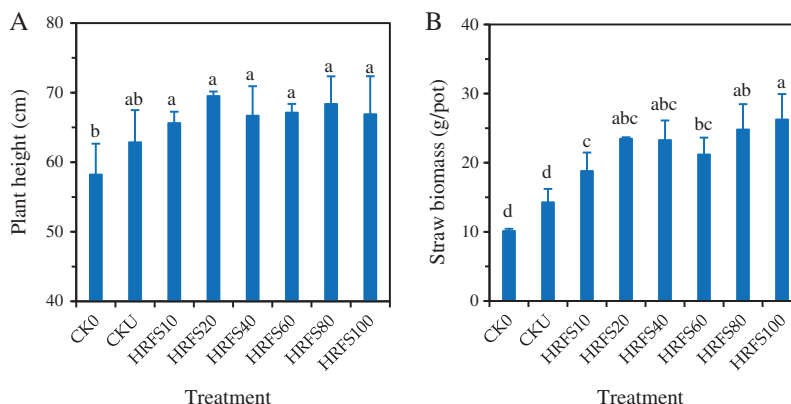 A
Plant height (cm)
80
70
60
50
40
b
ab
a
a
a
a
a
a
CK0
CKU
HRFS10
HRFS20
HRFS40
HRFS60
HRFS80
HRFS100
Treatment
B
Straw biomass (g/pot)
40
30
20
10
0
d
d
c
abc
abc
bc
ab
a
CK0
CKU
HRFS10
HRFS20
HRFS40
HRFS60
HRFS80
HRFS100
Treatment